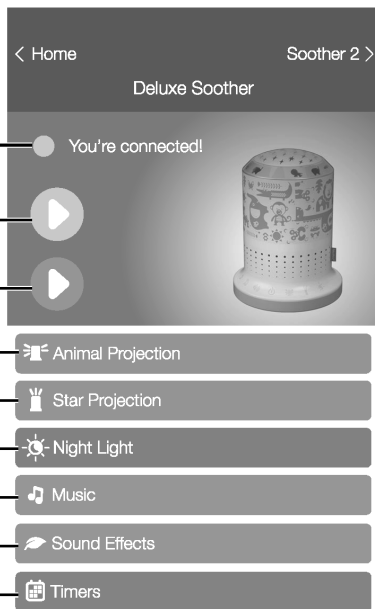 Home
Soother 2
Deluxe Soother
You're connected!
Animal Projection
Star Projection
Night Light
Music
Sound Effects
Timers